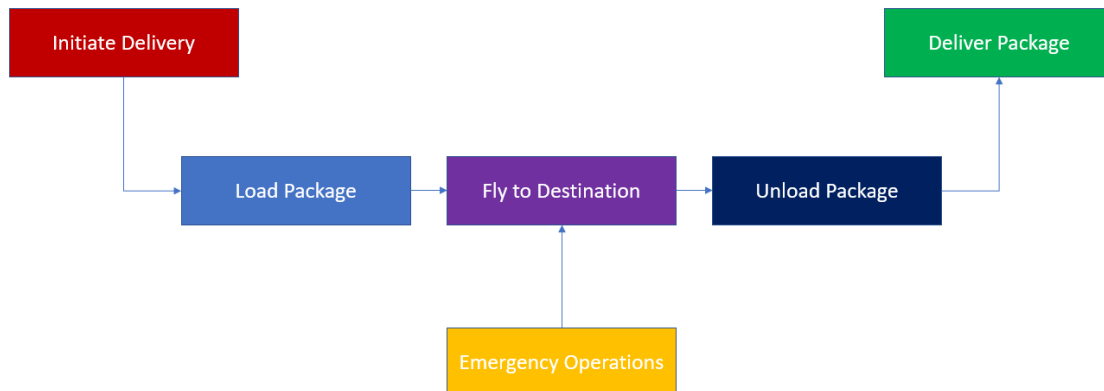 Initiate Delivery
Deliver Package
Load Package
Fly to Destination
Unload Package
Emergency Operations